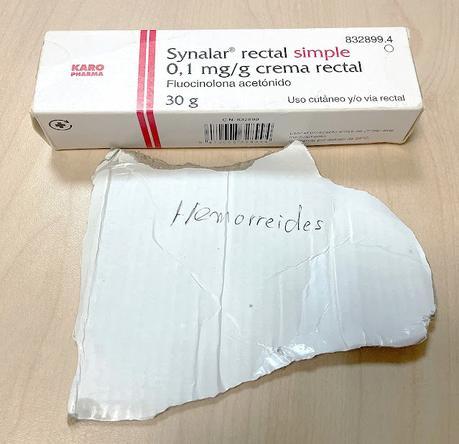 832899.4
Synalar® rectal simple
0,1 mg/g crema rectal
Fluocinolona acetónido
30 g
Uso cutáneo y/o vía rectal
KARO
PHARMA
Hemorreides